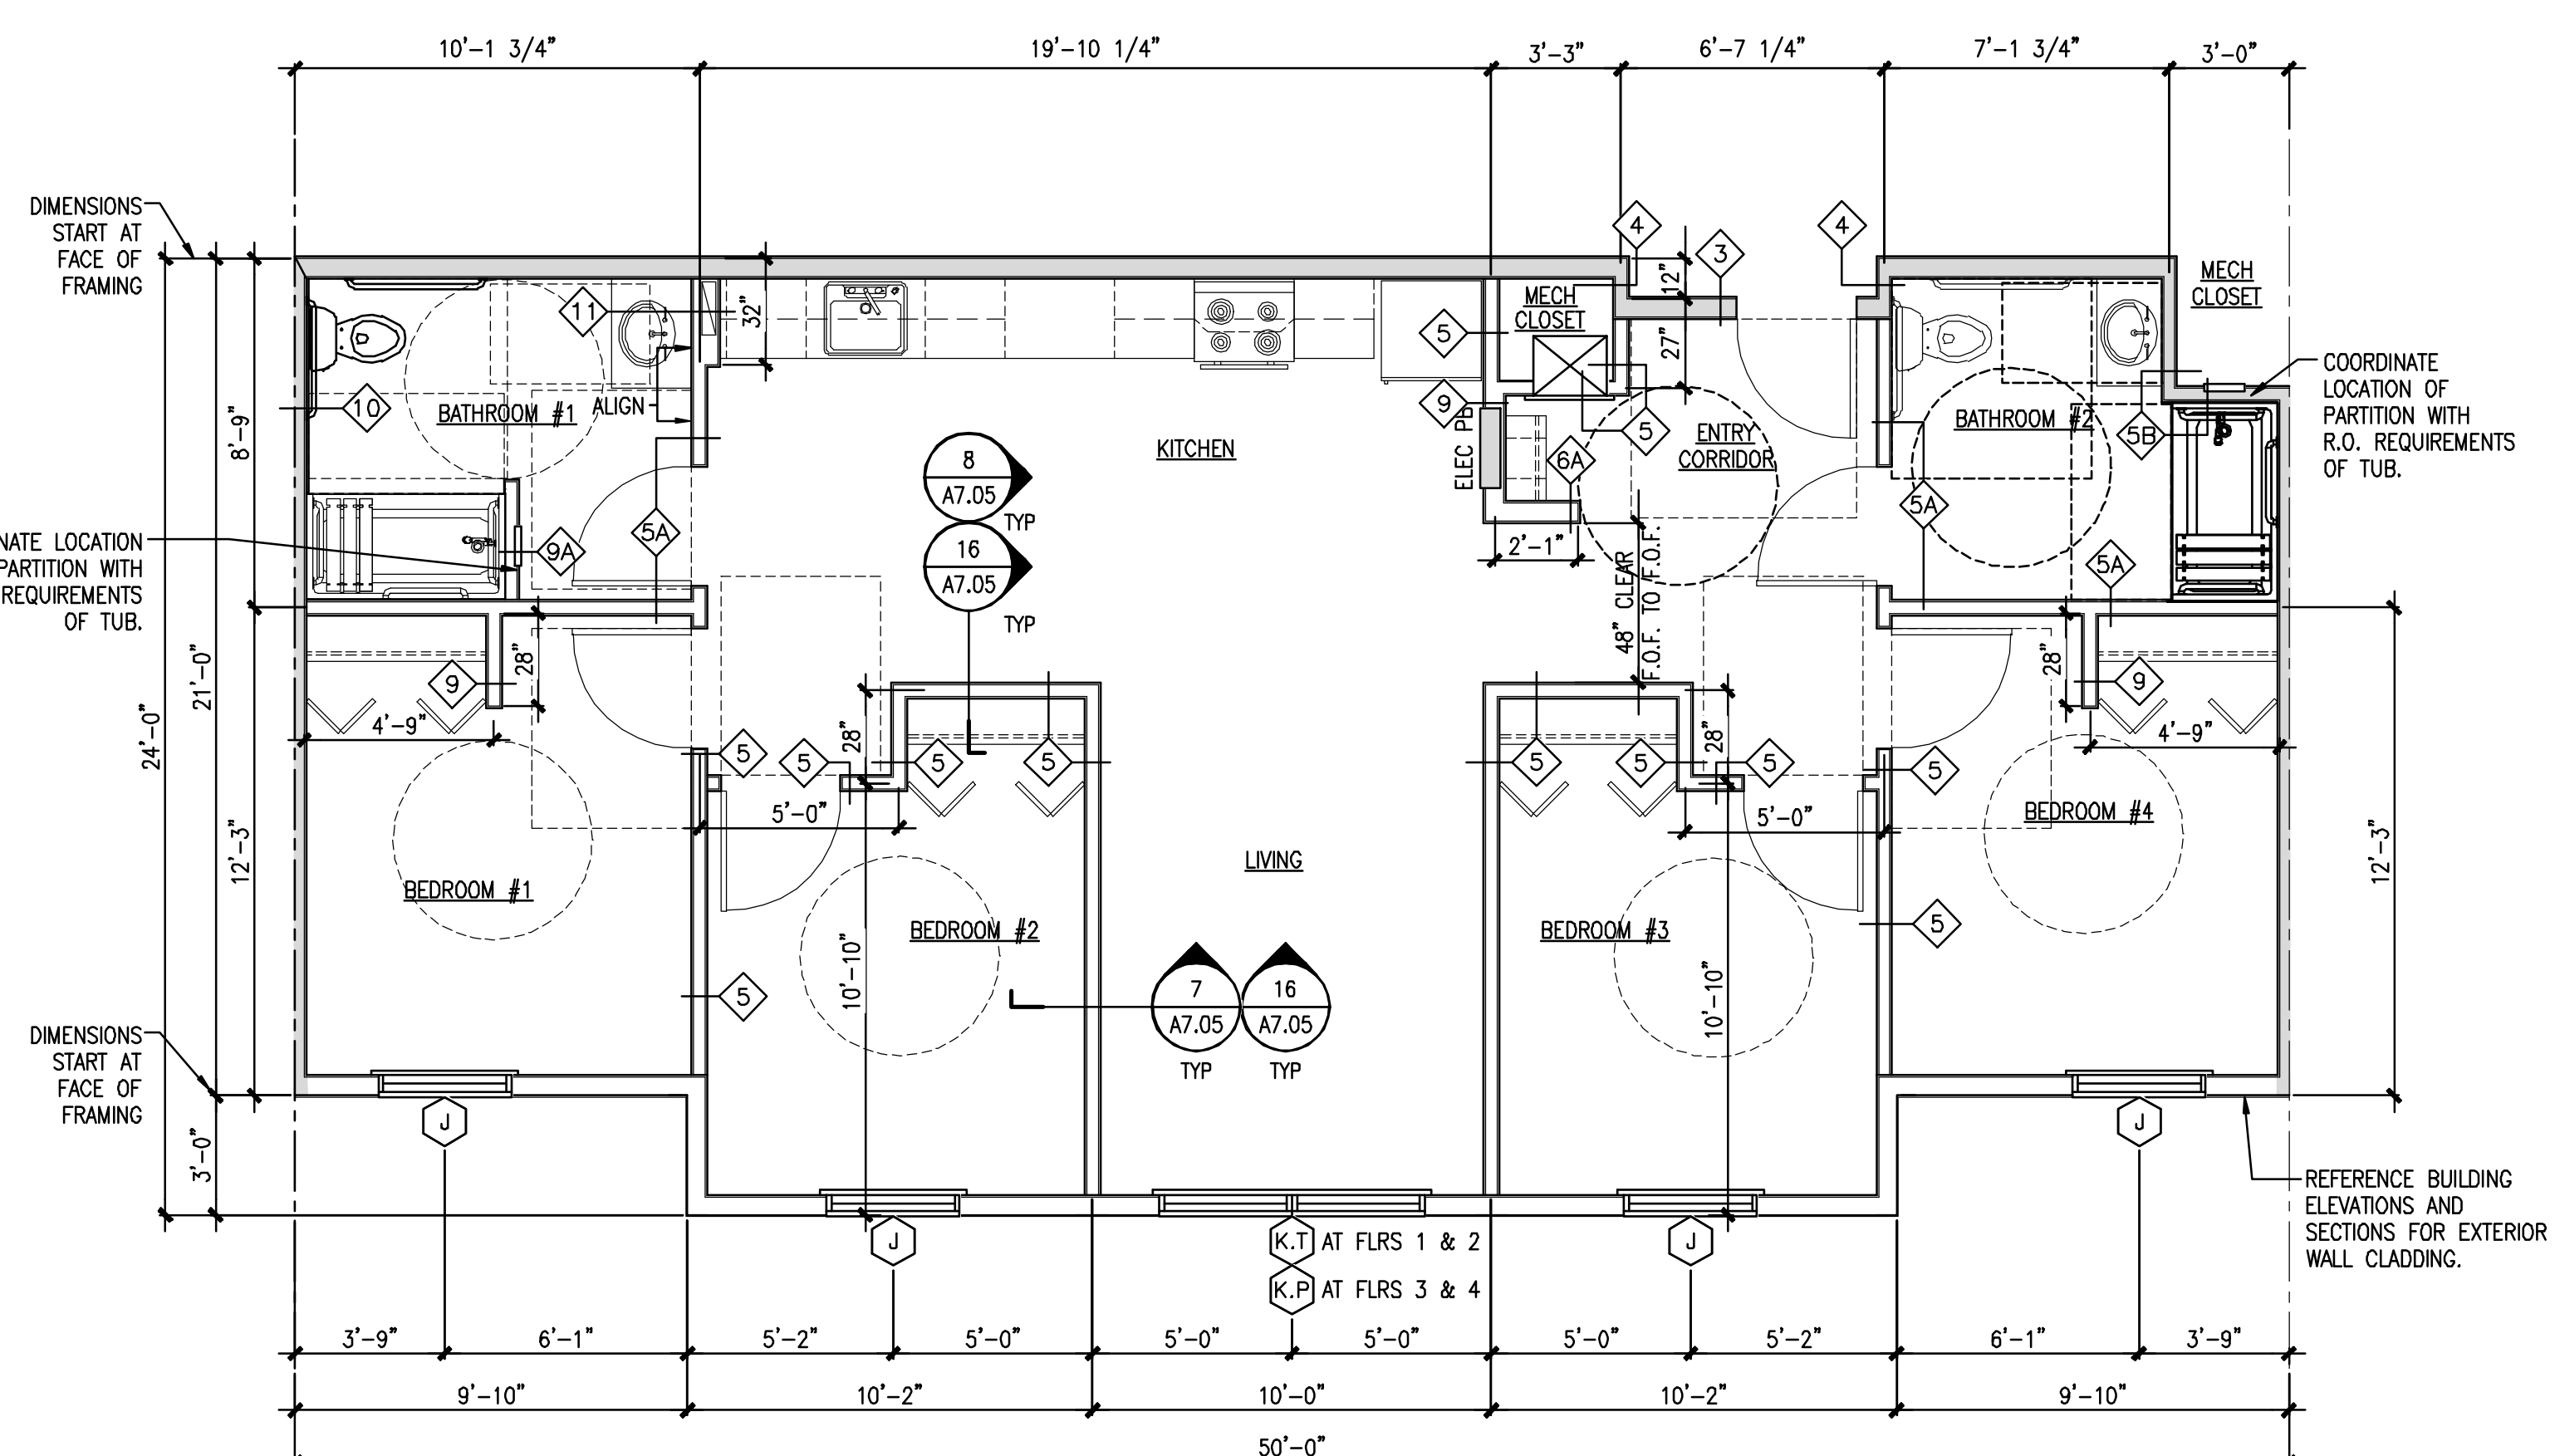 10'-1 3/4"
19'-10 1/4"
3'-3"
6'-7 1/4"
7'-1 3/4"
3'-0"
DIMENSIONS
START AT
FACE OF
FRAMING
4
4
3
12"
MECH
CLOSET
MECH
CLOSET
11
32"
5
27"
COORDINATE
LOCATION OF
PARTITION WITH
R.O. REQUIREMENTS
OF TUB.
10
BATHROOM #1
ALIGN
9
5
BATHROOM #2
5B
8'-9"
KITCHEN
ELEC PB
6A
ENTRY
CORRIDOR
8
A7.05
TYP
16
A7.05
TYP
5A
5A
NATE LOCATION
PARTITION WITH
REQUIREMENTS
OF TUB.
9A
2'-1"
48" CLEAR
F.O.F. TO F.O.F.
5A
21'-0"
24'-0"
9
28"
28"
9
4'-9"
28"
28"
4'-9"
5
5
5
5
5
5
5
5
5'-0"
5'-0"
BEDROOM #4
12'-3"
12'-3"
LIVING
BEDROOM #1
BEDROOM #2
BEDROOM #3
5
10'-10"
10'-10"
5
7
A7.05
TYP
16
A7.05
TYP
DIMENSIONS
START AT
FACE OF
FRAMING
3'-0"
J
J
REFERENCE BUILDING
ELEVATIONS AND
SECTIONS FOR EXTERIOR
WALL CLADDING.
J
K.T AT FLRS 1 & 2
J
K.P AT FLRS 3 & 4
3'-9"
6'-1"
5'-2"
5'-0"
5'-0"
5'-0"
5'-0"
5'-2"
6'-1"
3'-9"
9'-10"
10'-2"
10'-0"
10'-2"
9'-10"
50'-0"